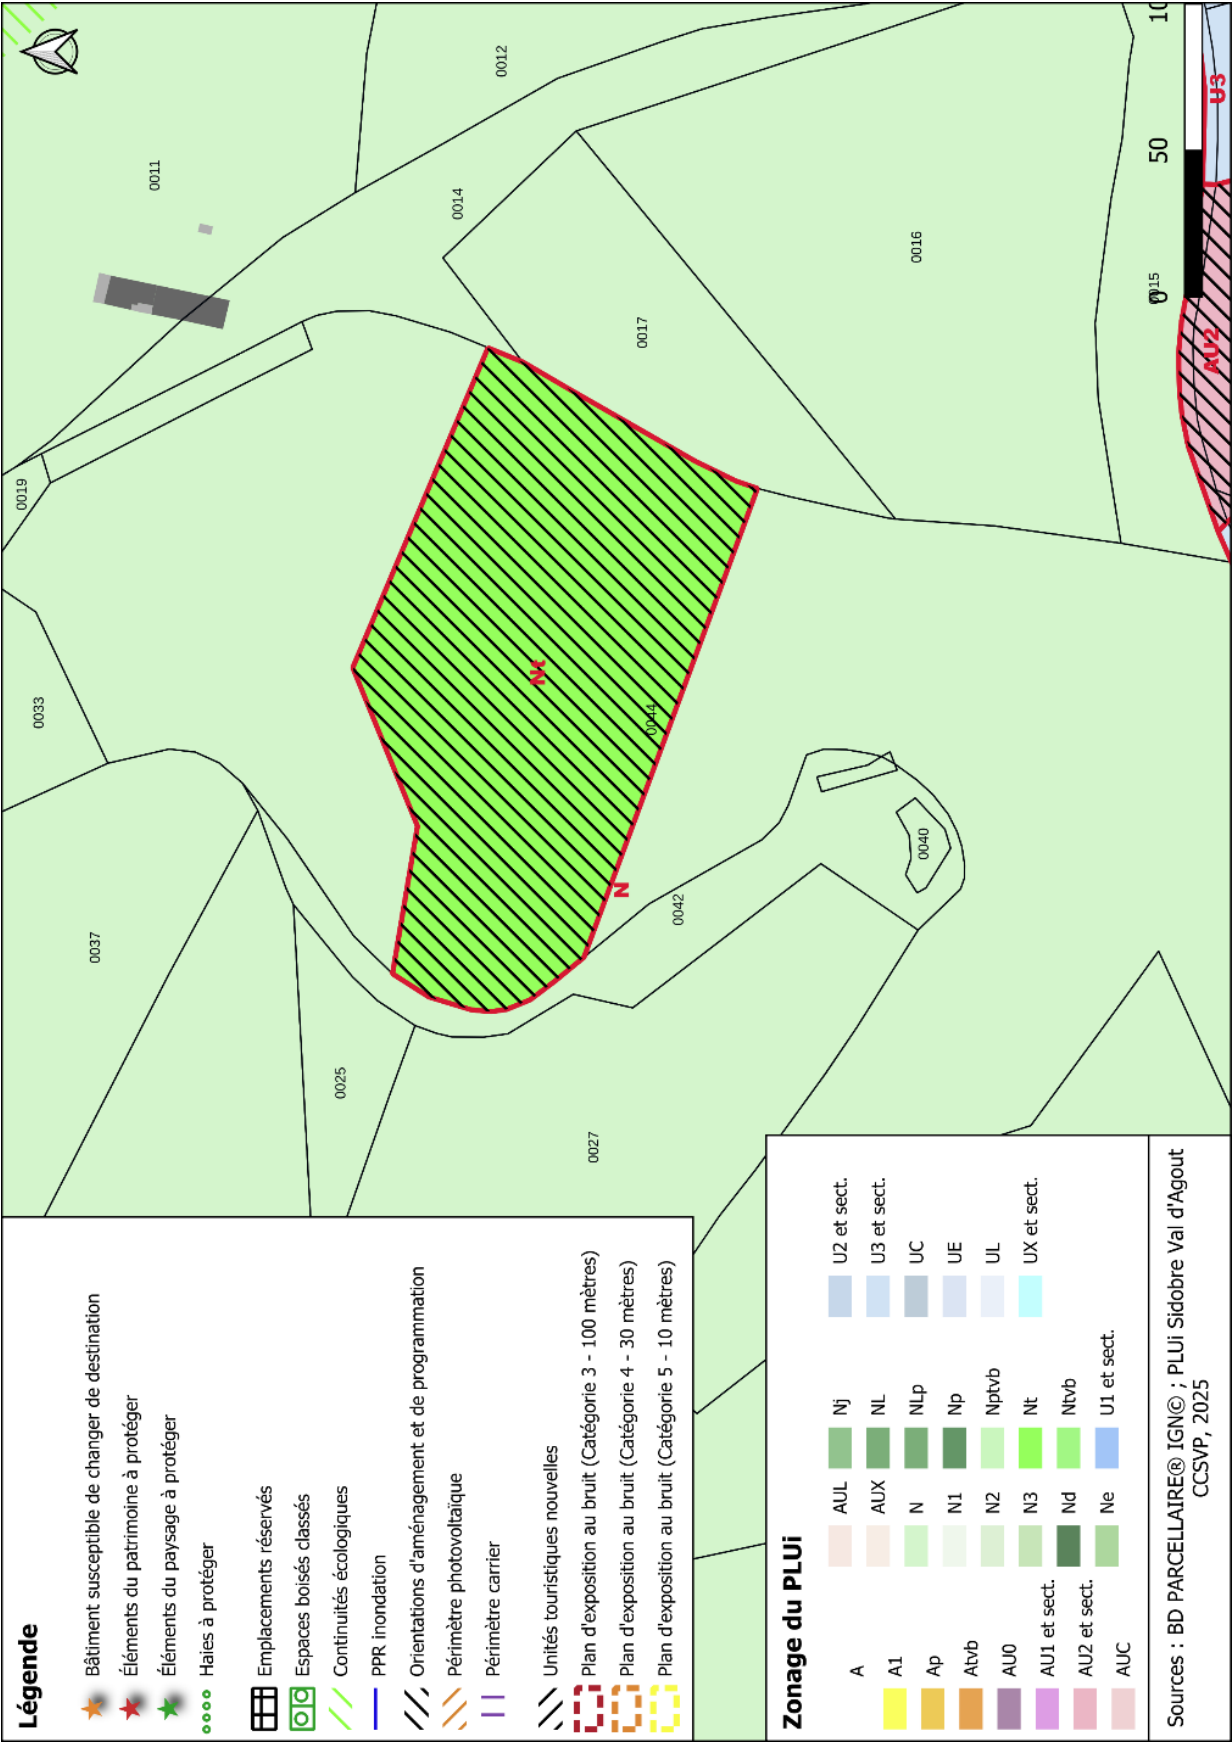 Légende
Bâtiment susceptible de changer de destination
Éléments du patrimoine à protéger
Éléments du paysage à protéger
Haies à protéger
Emplacements réservés
Espaces boisés classés
Continuités écologiques
PPR inondation
Orientations d'aménagement et de programmation
Périmètre photovoltaïque
Périmètre carrier
Unités touristiques nouvelles
Plan d'exposition au bruit (Catégorie 3 - 100 mètres)
Plan d'exposition au bruit (Catégorie 4 - 30 mètres)
Plan d'exposition au bruit (Catégorie 5 - 10 mètres)
Zonage du PLUi
A
A1
Ap
Atvb
AU0
AU1 et sect.
AU2 et sect.
AUC
AUL
AUX
N
N1
N2
N3
Nd
Ne
Nj
NL
NLp
Np
Nptvb
Nt
Ntvb
U1 et sect.
U2 et sect.
U3 et sect.
UC
UE
UL
UX et sect.
Sources : BD PARCELLAIRE® IGN© ; PLUi Sidobre Val d'Agout
CCSVP, 2025
0037
0025
0027
0033
0019
0042
0040
N
0044
Nt
0011
0012
0014
0017
0016
0015
AU2
U3
0
50
10